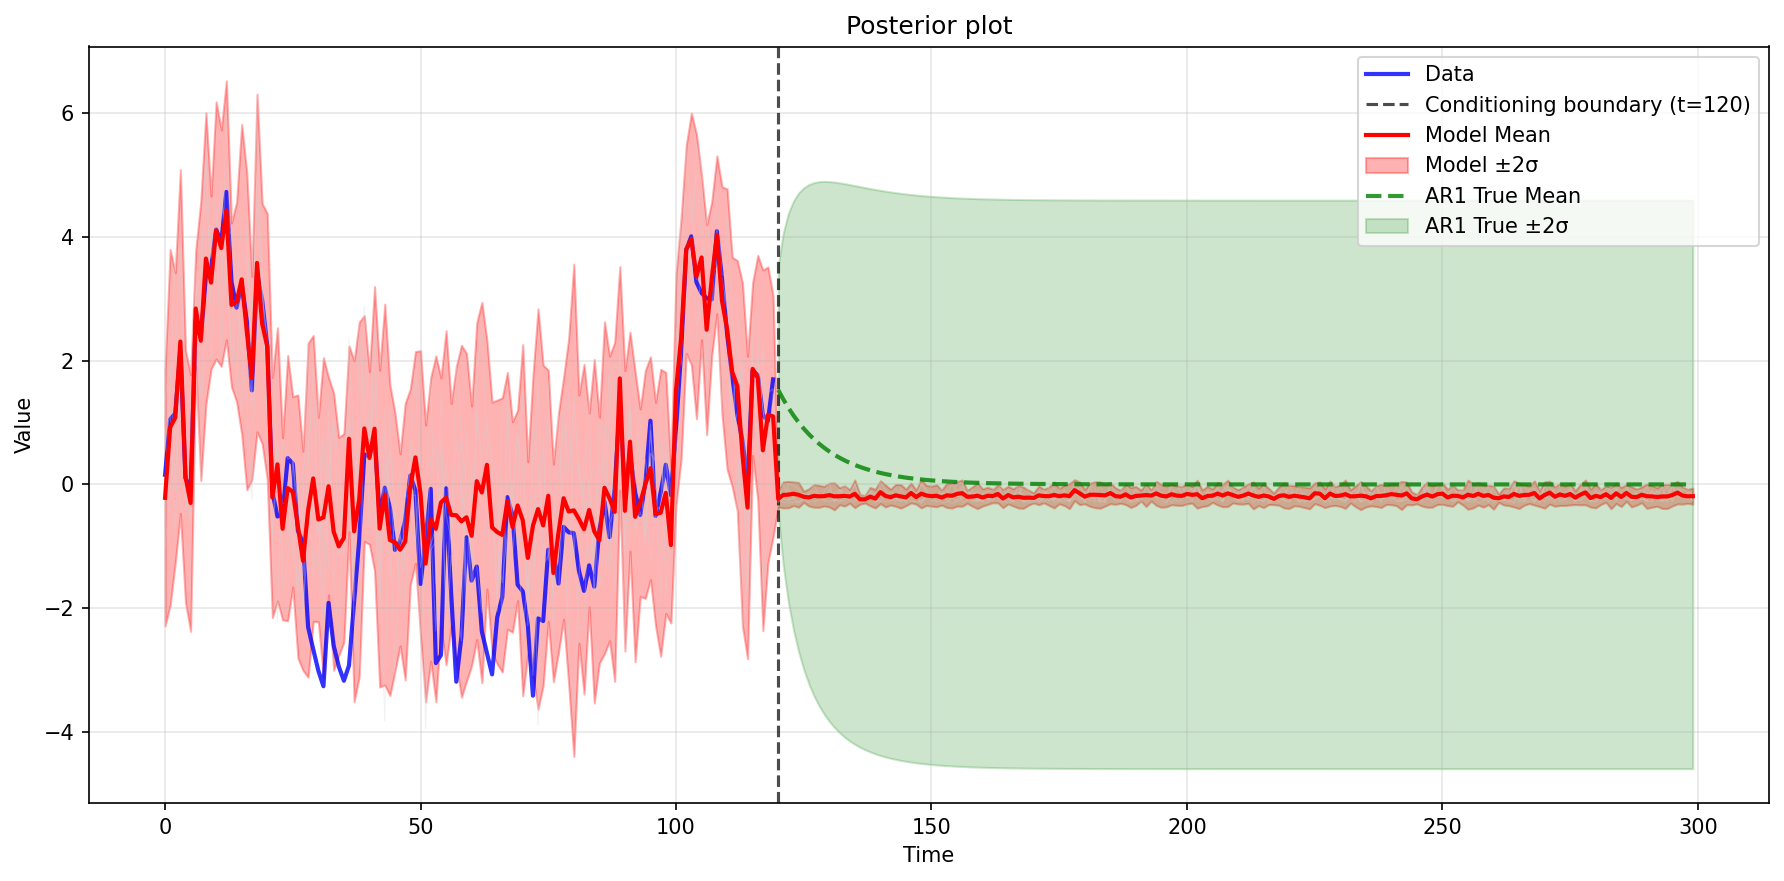 Posterior plot
Data
Conditioning boundary (t=120)
Model Mean
Model ±2σ
AR1 True Mean
AR1 True ±2σ
Value
6
4
2
0
−2
−4
0 50 100 150 200 250 300
Time